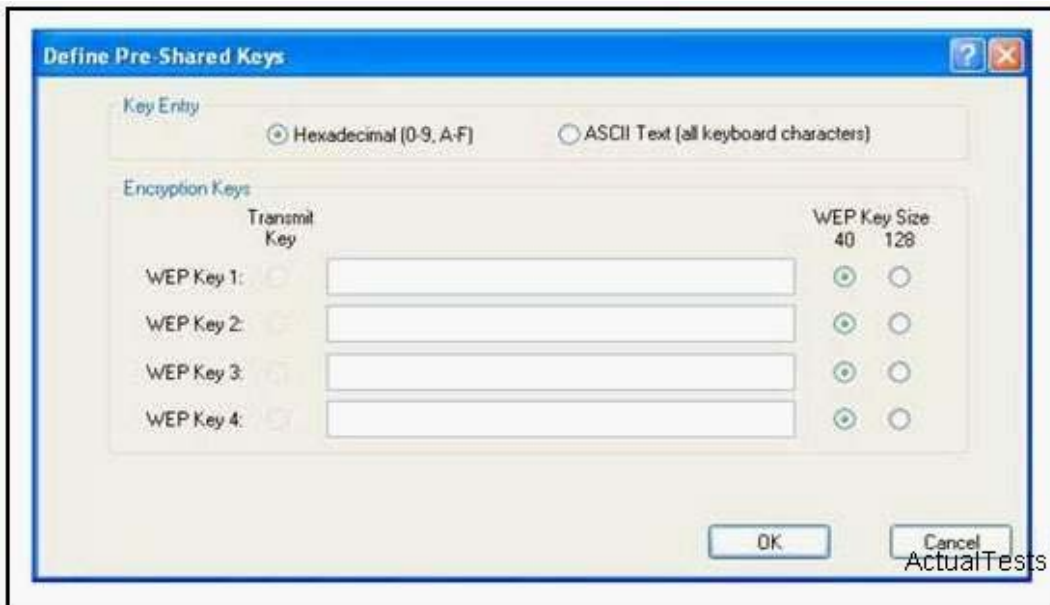 Define Pre-Shared Keys
Key Entry
Hexadecimal (0-9, A-F)
ASCII Text (all keyboard characters)
Encryption Keys
Transmit Key
WEP Key Size
40 128
WEP Key 1:
WEP Key 2:
WEP Key 3:
WEP Key 4:
OK
Cancel
ActualTests